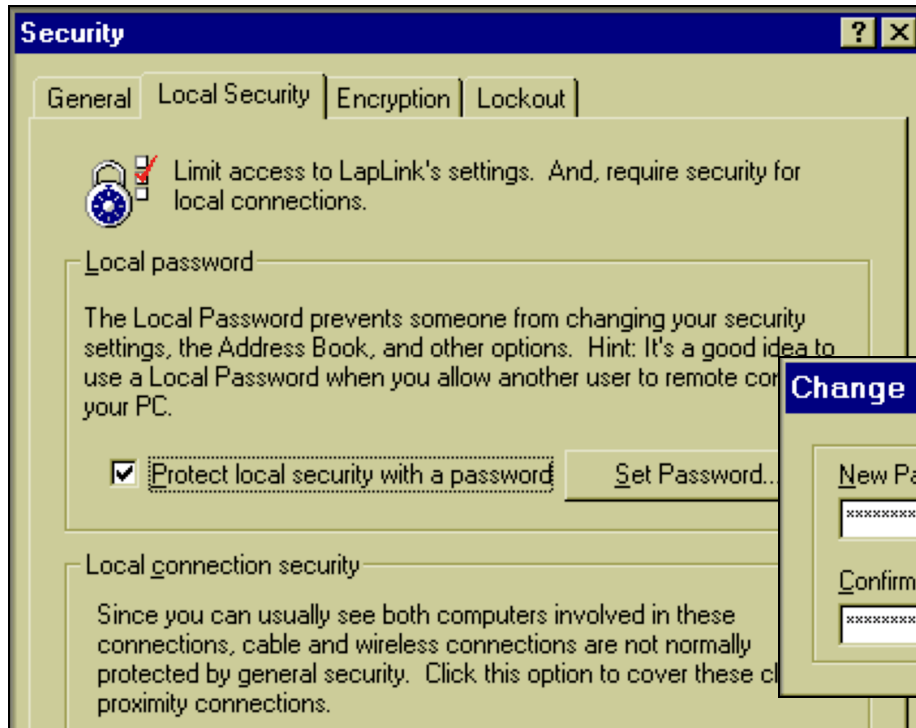 Security
General
Local Security
Encryption
Lockout
Limit access to LapLink's settings. And, require security for
local connections.
Local password
The Local Password prevents someone from changing your security
settings, the Address Book, and other options. Hint: It's a good idea to
use a Local Password when you allow another user to remote
your PC.
Protect local security with a password
Set Password...
Local connection security
Since you can usually see both computers involved in these
connections, cable and wireless connections are not normally
protected by general security. Click this option to cover these
proximity connections.
Change
New
xxxxxxxx
Confirm
xxxxxxxx